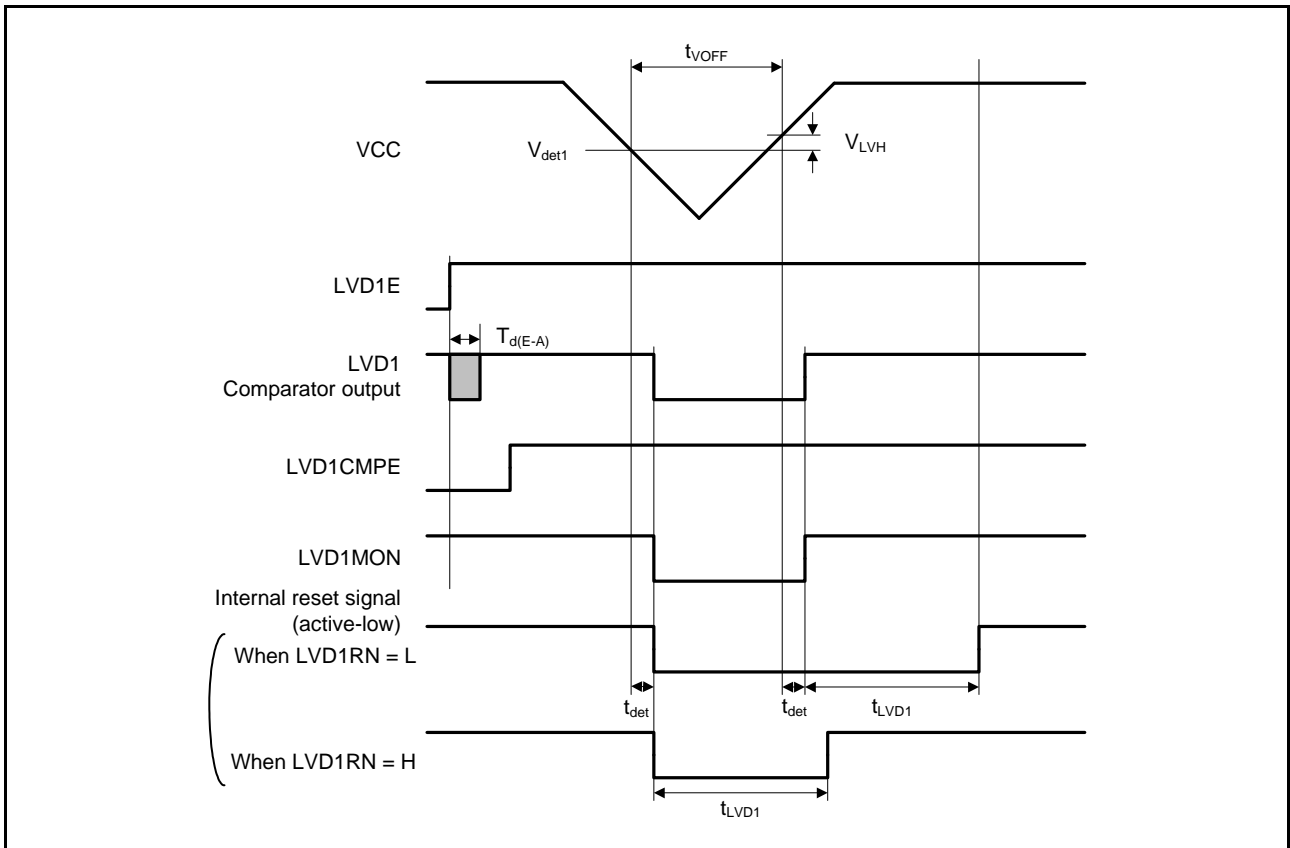 tVOFF
VCC
Vdet1
VLVH
LVD1E
Td(E-A)
LVD1
Comparator output
LVD1CMPE
LVD1MON
Internal reset signal
(active-low)
When LVD1RN = L
tdet
tdet
tLVD1
When LVD1RN = H
tLVD1